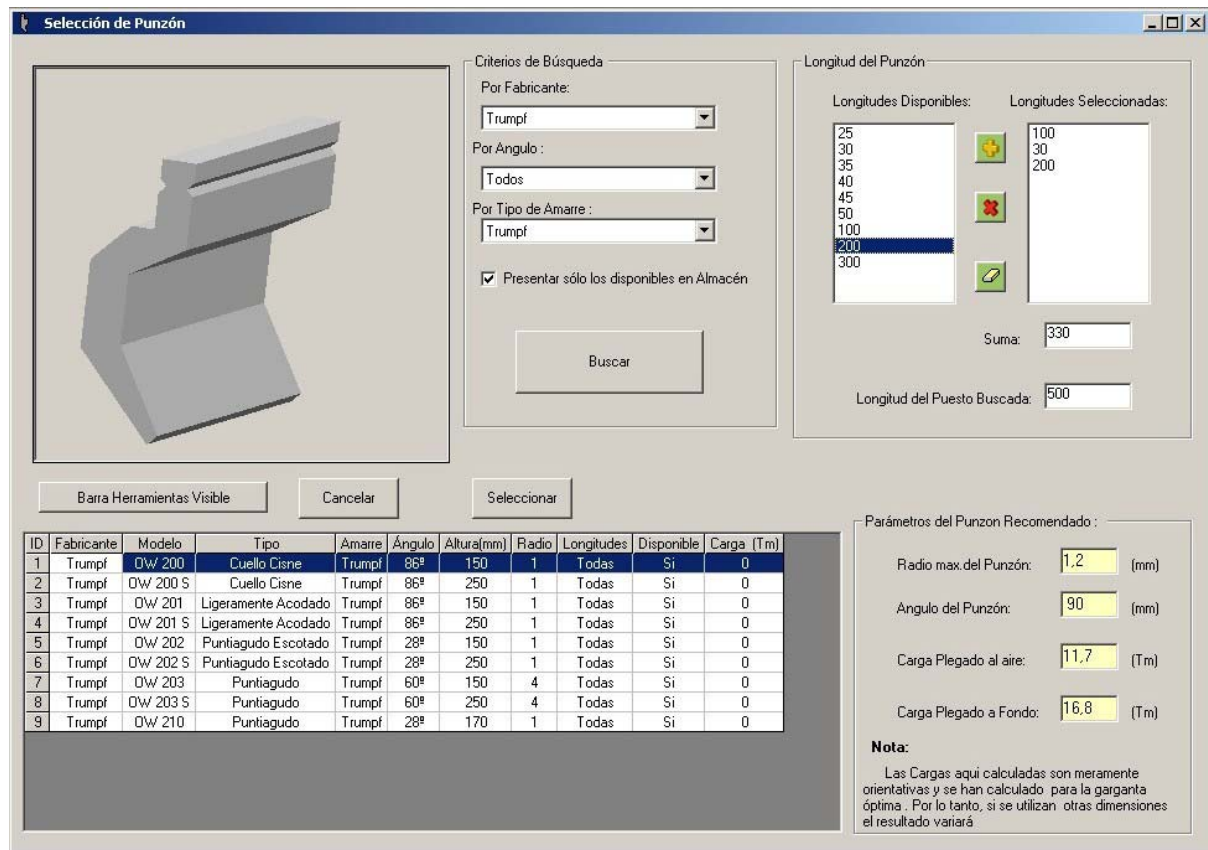 Selección de Punzón
Criterios de Búsqueda
Por Fabricante:
Trumpf
Por Angulo :
Todos
Por Tipo de Amarre :
Trumpf
Presentar sólo los disponibles en Almacén
Buscar
Longitud del Punzón
Longitudes Disponibles: Longitudes Seleccionadas:
25
30
35
40
45
50
100
200
300
100
30
200
Suma: 330
Longitud del Puesto Buscada: 500
Barra Herramientas Visible Cancelar Seleccionar
ID Fabricante Modelo Tipo Amarre Ángulo Altura(mm) Radio Longitudes Disponible Carga (Tm)
1 Trumpf OW 200 Cuello Cisne Trumpf 86º 150 1 Todas Si 0
2 Trumpf OW 200 S Cuello Cisne Trumpf 86º 250 1 Todas Si 0
3 Trumpf OW 201 Ligeramente Acodado Trumpf 86º 150 1 Todas Si 0
4 Trumpf OW 201 S Ligeramente Acodado Trumpf 86º 250 1 Todas Si 0
5 Trumpf OW 202 Puntiagudo Escotado Trumpf 28º 150 1 Todas Si 0
6 Trumpf OW 202 S Puntiagudo Escotado Trumpf 28º 250 1 Todas Si 0
7 Trumpf OW 203 Puntiagudo Trumpf 60º 150 4 Todas Si 0
8 Trumpf OW 203 S Puntiagudo Trumpf 60º 250 4 Todas Si 0
9 Trumpf OW 210 Puntiagudo Trumpf 28º 170 1 Todas Si 0
Parámetros del Punzon Recomendado :
Radio max.del Punzón: 1,2 (mm)
Angulo del Punzón: 90 (mm)
Carga Plegado al aire: 11,7 (Tm)
Carga Plegado a Fondo: 16,8 (Tm)
Nota:
Las Cargas aqui calculadas son meramente
orientativas y se han calculado para la garganta
óptima . Por lo tanto, si se utilizan otras dimensiones
el resultado variará